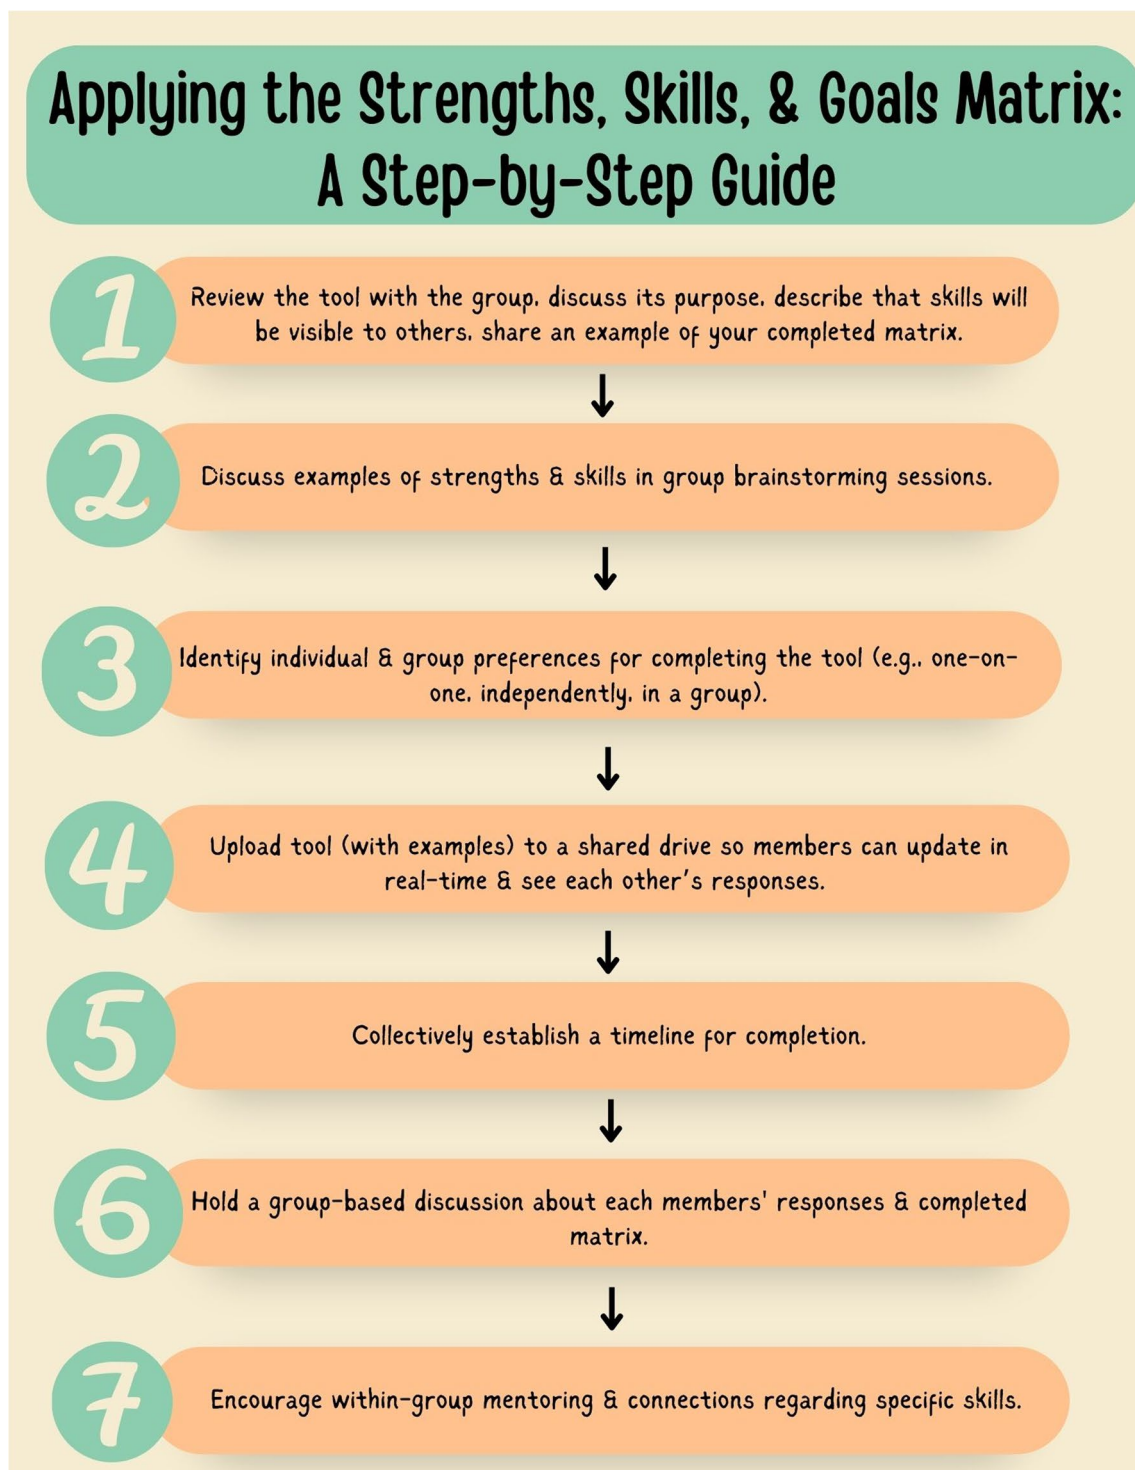 Applying the Strengths, Skills, & Goals Matrix:
A Step-by-Step Guide
1
Review the tool with the group, discuss its purpose, describe that skills will
be visible to others, share an example of your completed matrix.
2
Discuss examples of strengths & skills in group brainstorming sessions.
3
Identify individual & group preferences for completing the tool (e.g., one-on-
one, independently, in a group).
4
Upload tool (with examples) to a shared drive so members can update in
real-time & see each other's responses.
5
Collectively establish a timeline for completion.
6
Hold a group-based discussion about each members' responses & completed
matrix.
7
Encourage within-group mentoring & connections regarding specific skills.